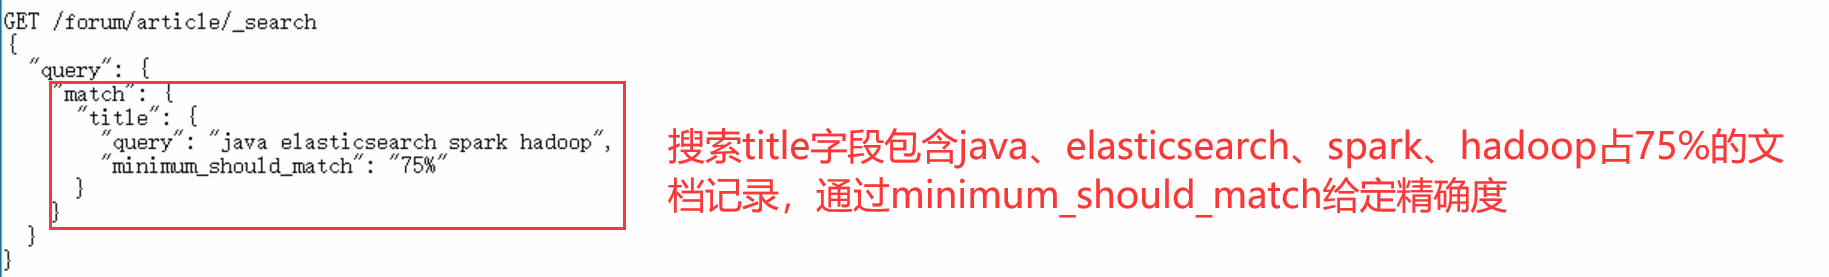 GET /forum/article/_search
{
"query": {
"match": {
"title": {
"query": "java elasticsearch spark hadoop",
"minimum_should_match": "75%"
}
}
}
}
搜索title字段包含java、elasticsearch、spark、hadoop占75%的文
档记录，通过minimum_should_match给定精确度